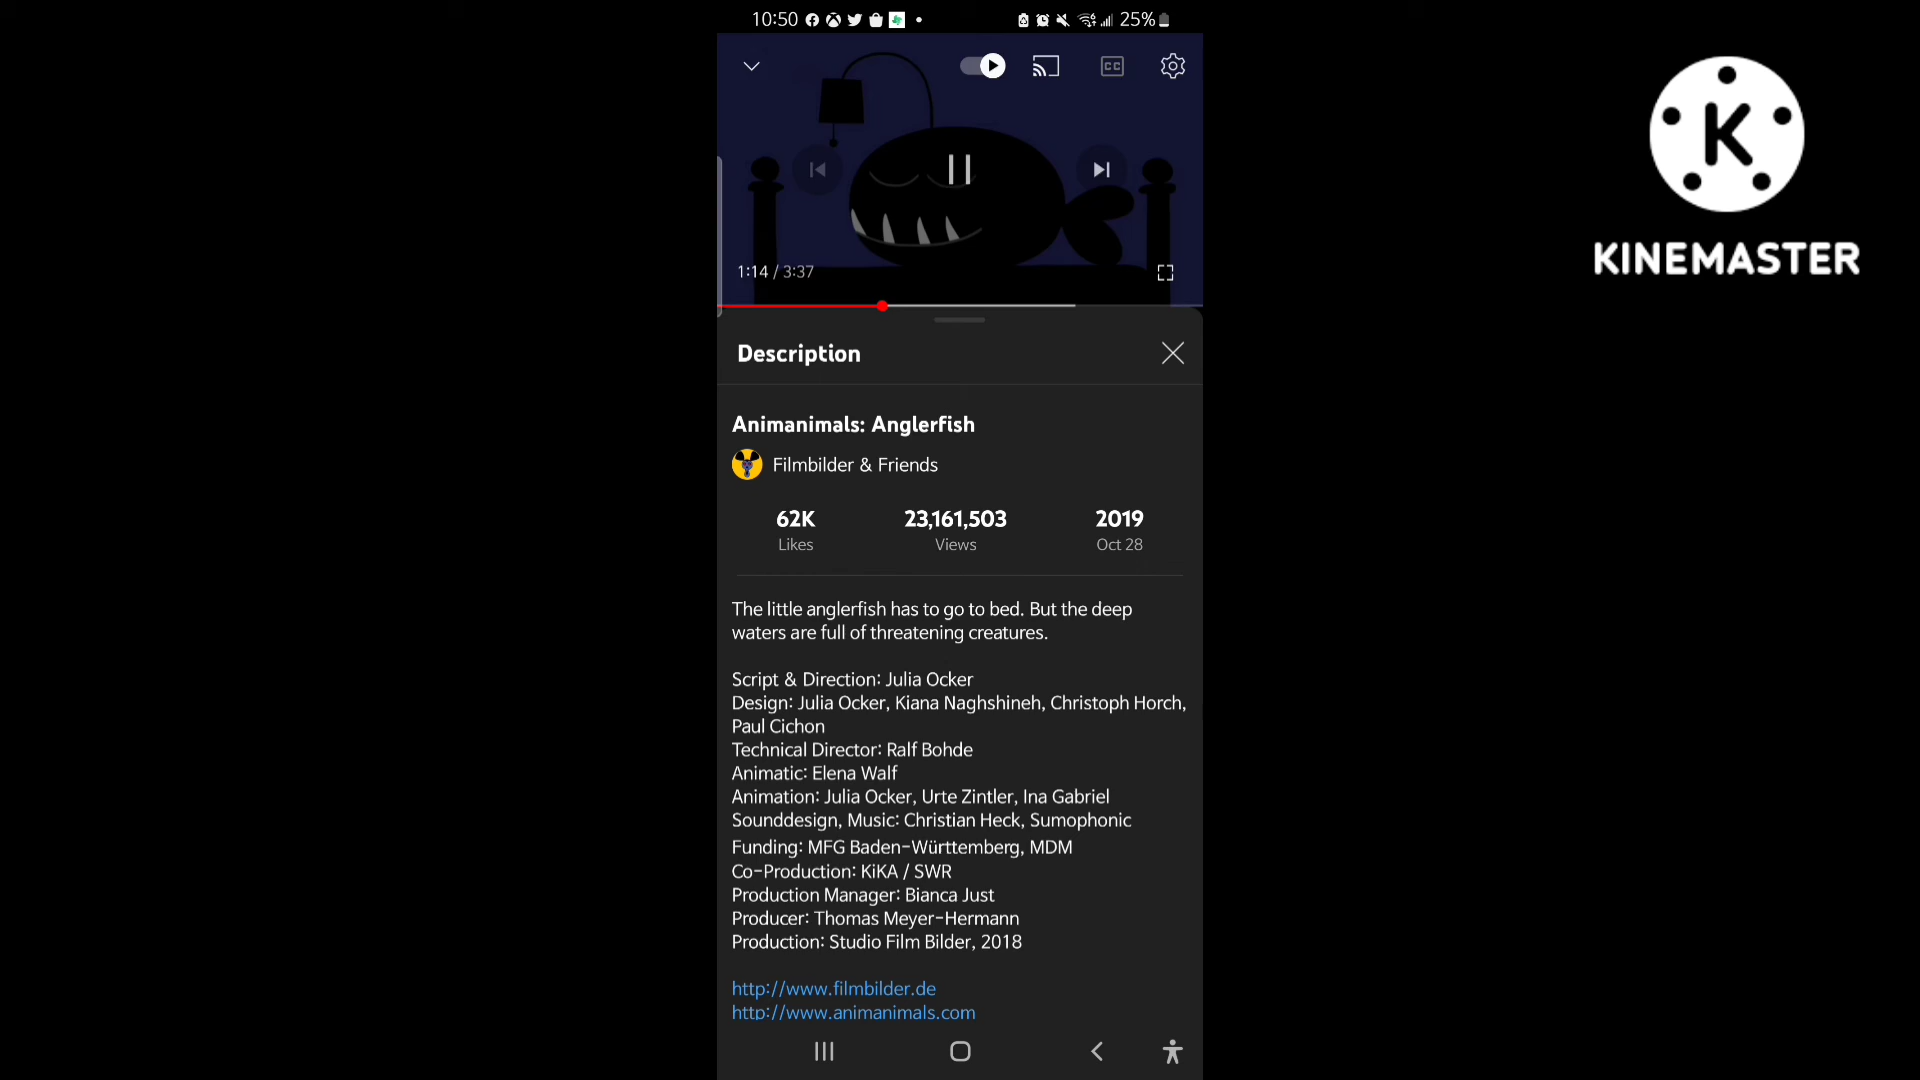 10:50
25%
CC
K
KINEMASTER
1:14 / 3:37
Description
Animanimals: Anglerfish
Filmbilder & Friends
62K 23,161,503 2019
Likes Views Oct 28
The little anglerfish has to go to bed. But the deep
waters are full of threatening creatures.
Script & Direction: Julia Ocker
Design: Julia Ocker, Kiana Naghshineh, Christoph Horch,
Paul Cichon
Technical Director: Ralf Bohde
Animatic: Elena Walf
Animation: Julia Ocker, Urte Zintler, Ina Gabriel
Sounddesign, Music: Christian Heck, Sumophonic
Funding: MFG Baden-Württemberg, MDM
Co-Production: KiKA / SWR
Production Manager: Bianca Just
Producer: Thomas Meyer-Hermann
Production: Studio Film Bilder, 2018
http://www.filmbilder.de
http://www.animanimals.com